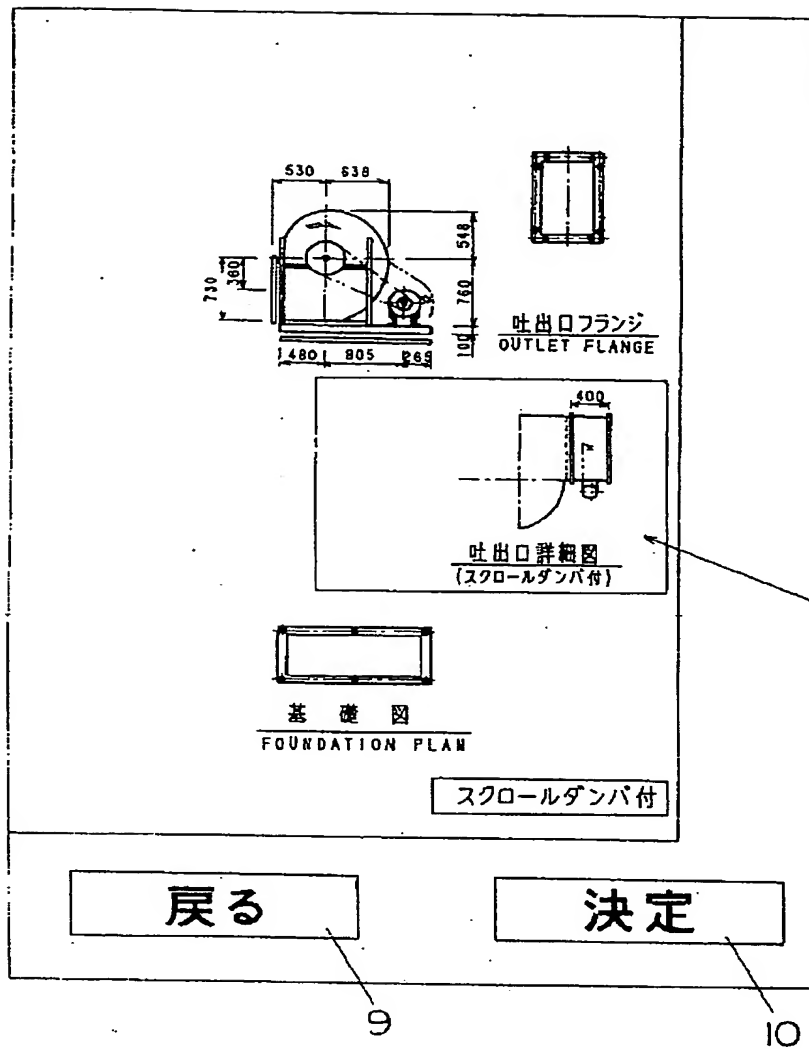 530 638
548
730
380
760
100
480 805 265
吐出口フランジ
OUTLET FLANGE
400
吐出口詳細図
(スクロールダンパ付)
基 礎 図
FOUNDATION PLAN
スクロールダンパ付
戻る
決定
9
10